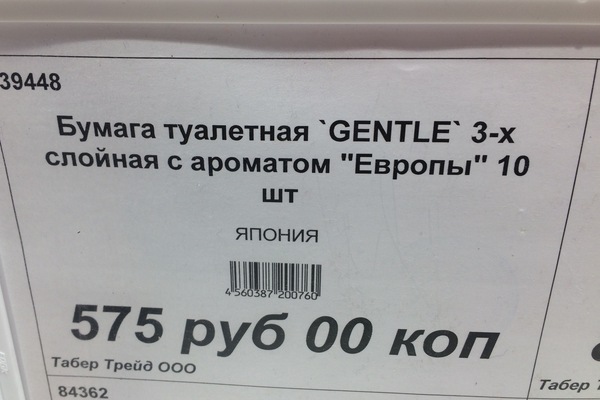 39448
Бумага туалетная `GENTLE` 3-х
слойная с ароматом "Европы" 10
шт
ЯПОНИЯ
4 560387 200760
575 руб 00 коп
Табер Трейд ООО
84362
Табер